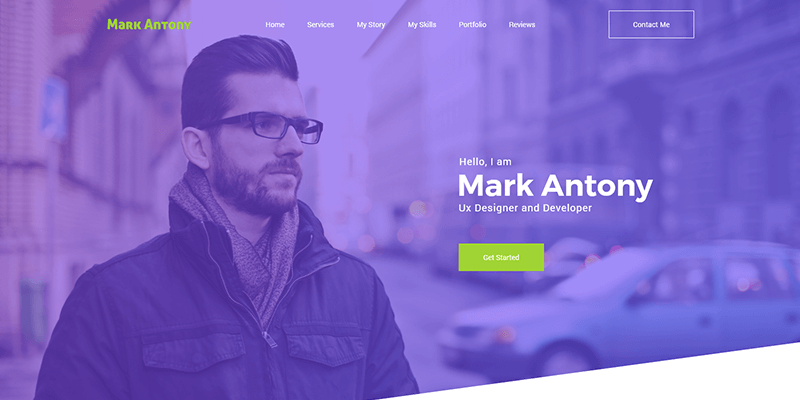 Mark Antony
Home Services My Story My Skills Portfolio Reviews Contact Me
Hello, I am
Mark Antony
Ux Designer and Developer
Get Started